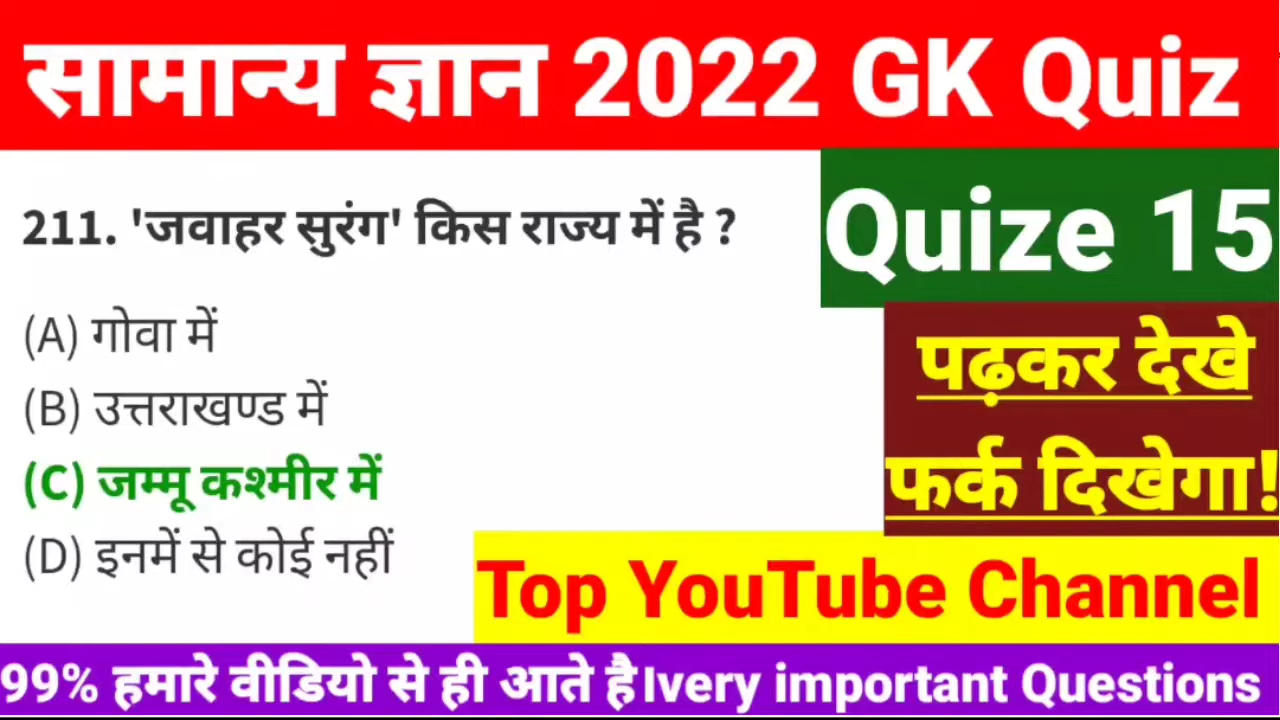 सामान्य ज्ञान 2022 GK Quiz
211. 'जवाहर सुरंग' किस राज्य में है ?
(A) गोवा में
(B) उत्तराखण्ड में
(C) जम्मू कश्मीर में
(D) इनमें से कोई नहीं
Quize 15
पढ़कर देखे
फर्क दिखेगा!
Top YouTube Channel
99% हमारे वीडियो से ही आते है।very important Questions